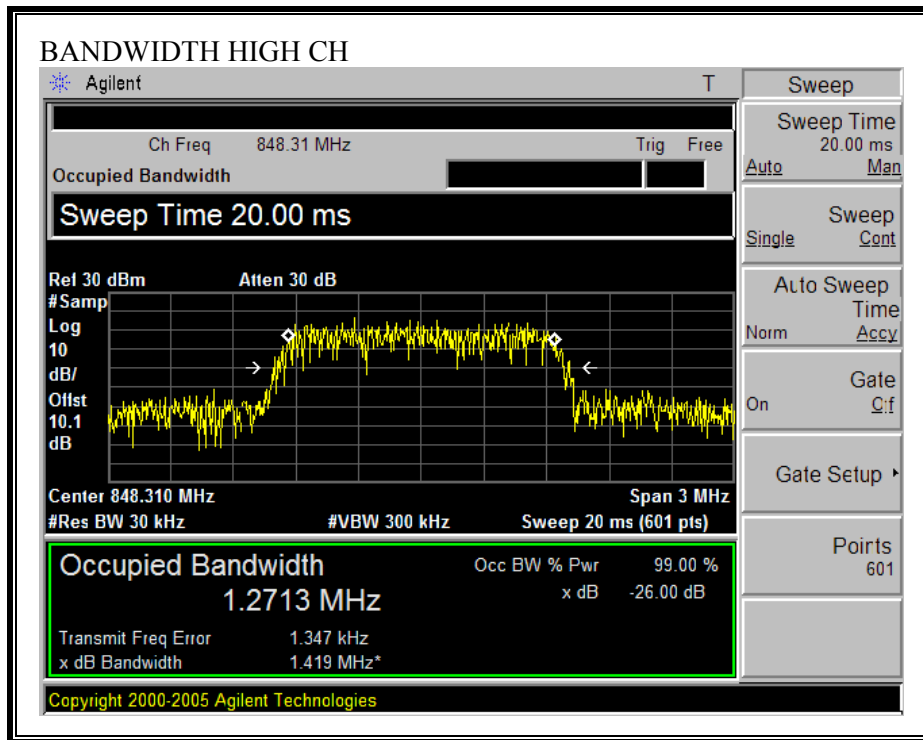 BANDWIDTH HIGH CH
Agilent T
Ch Freq 848.31 MHz Trig Free
Occupied Bandwidth
Sweep Time 20.00 ms
Ref 30 dBm Atten 30 dB
#Samp
Log
10
dB/
Offst
10.1
dB
Center 848.310 MHz Span 3 MHz
#Res BW 30 kHz #VBW 300 kHz Sweep 20 ms (601 pts)
Occupied Bandwidth
1.2713 MHz
Occ BW % Pwr 99.00 %
x dB -26.00 dB
Transmit Freq Error 1.347 kHz
x dB Bandwidth 1.419 MHz*
Copyright 2000-2005 Agilent Technologies
Sweep
Sweep Time
20.00 ms
Auto Man
Sweep
Single Cont
Auto Sweep
Time
Norm Accy
Gate
On Off
Gate Setup
Points
601